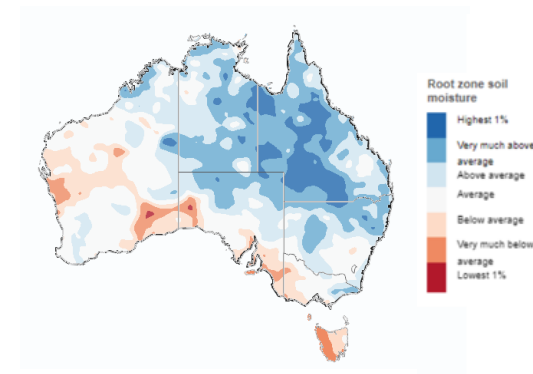 Root zone soil
moisture
Highest 1%
Very much above
average
Above average
Average
Below average
Very much below
average
Lowest 1%